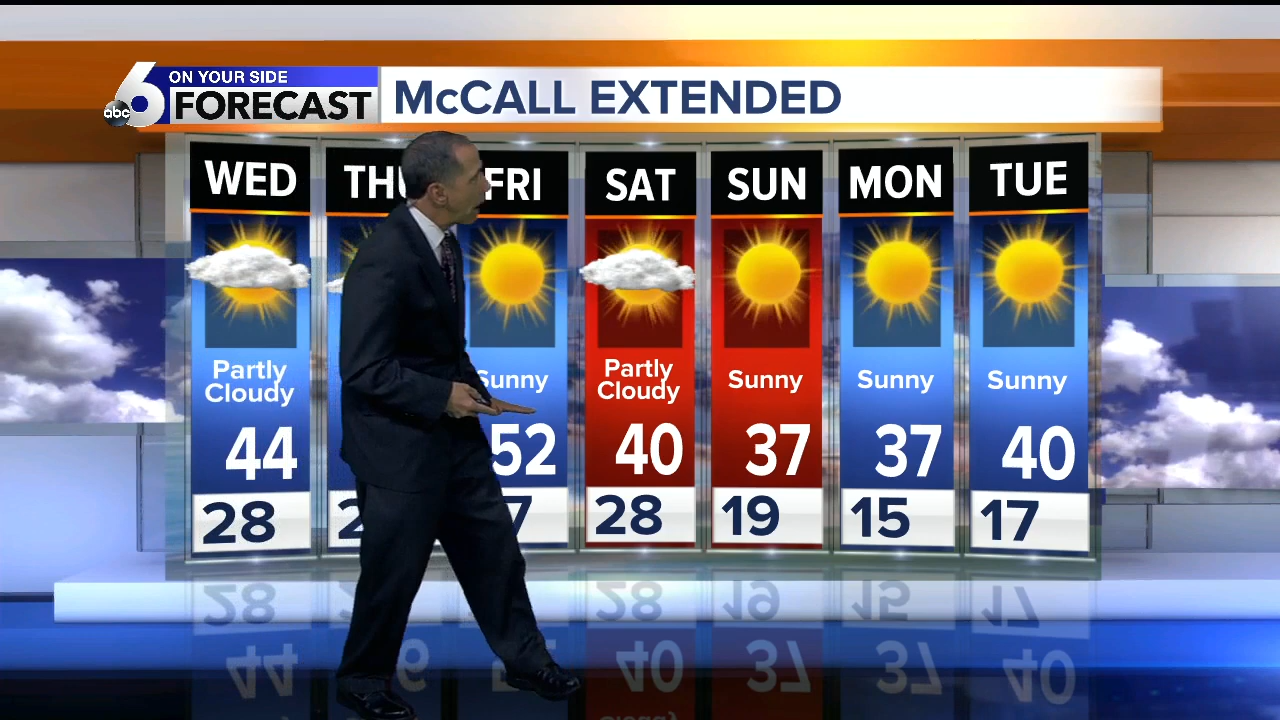 abc 6
ON YOUR SIDE
FORECAST
McCALL EXTENDED
WED
FRI
SAT
SUN
MON
TUE
Partly
Cloudy
Sunny
Partly
Cloudy
Sunny
Sunny
Sunny
44
52
40
37
37
40
28
28
19
15
17